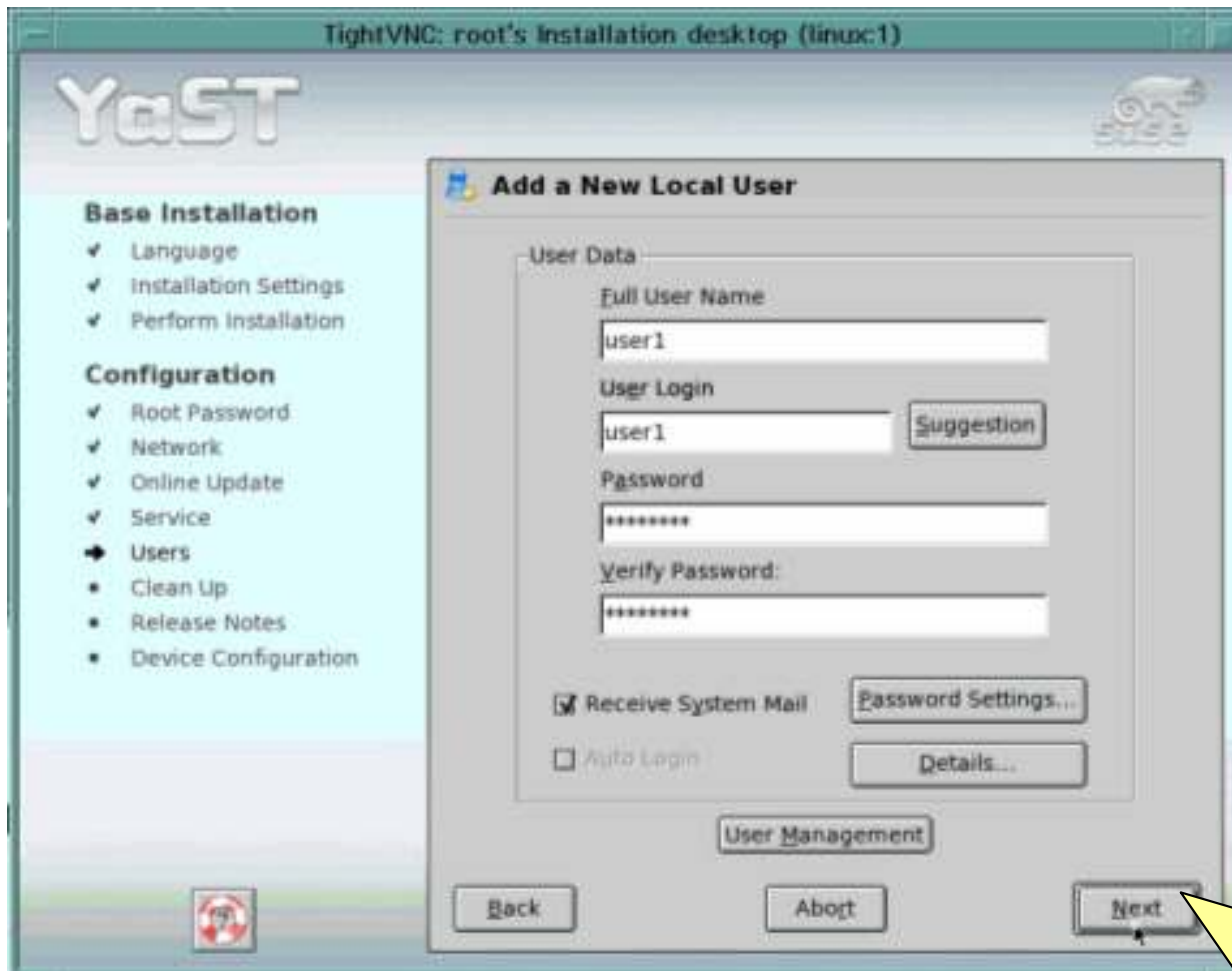 TightVNC: root's Installation desktop (linux:1)
YaST
SUSE
Base Installation
Language
Installation Settings
Perform Installation
Configuration
Root Password
Network
Online Update
Service
Users
Clean Up
Release Notes
Device Configuration
Add a New Local User
User Data
Full User Name
user1
User Login
user1
Suggestion
Password
********
Verify Password:
********
Receive System Mail
Password Settings...
Auto Login
Details...
User Management
Back
Abort
Next